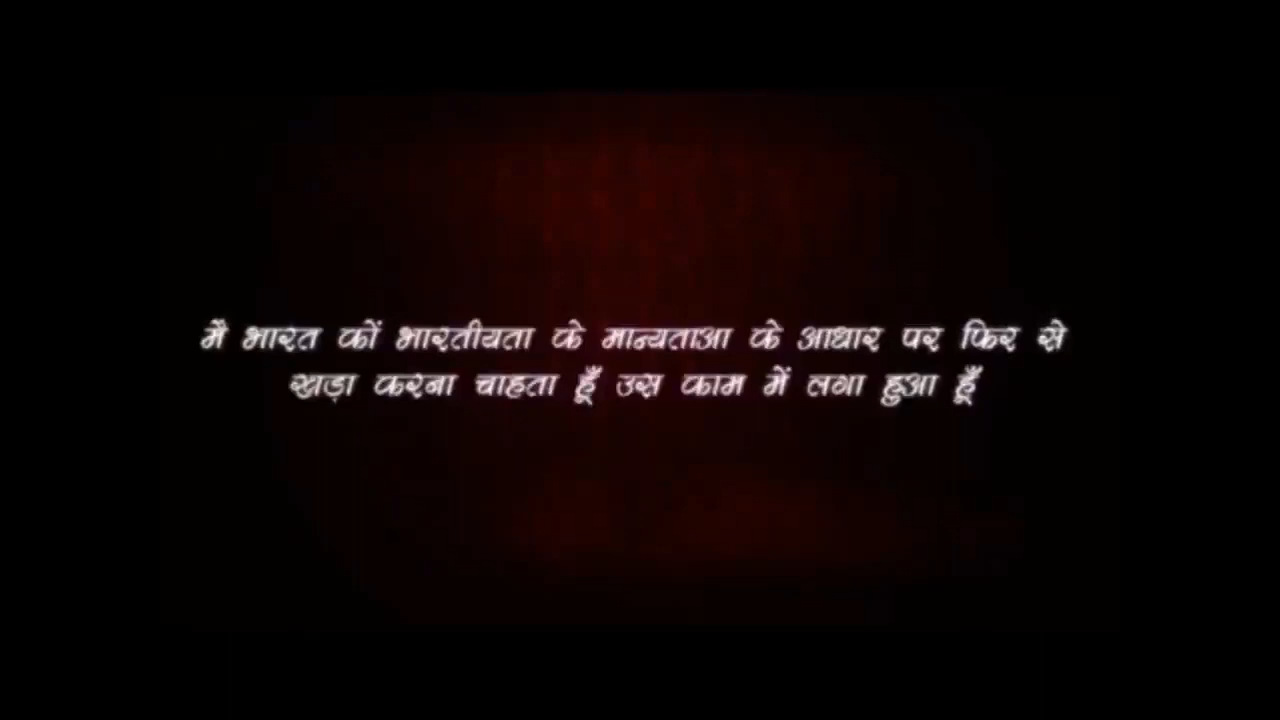 मै भारत कों भारतीयता के मान्यताआ के आधार पर फिर से
खड़ा करना चाहता हूँ उस काम में लगा हुआ हूँ